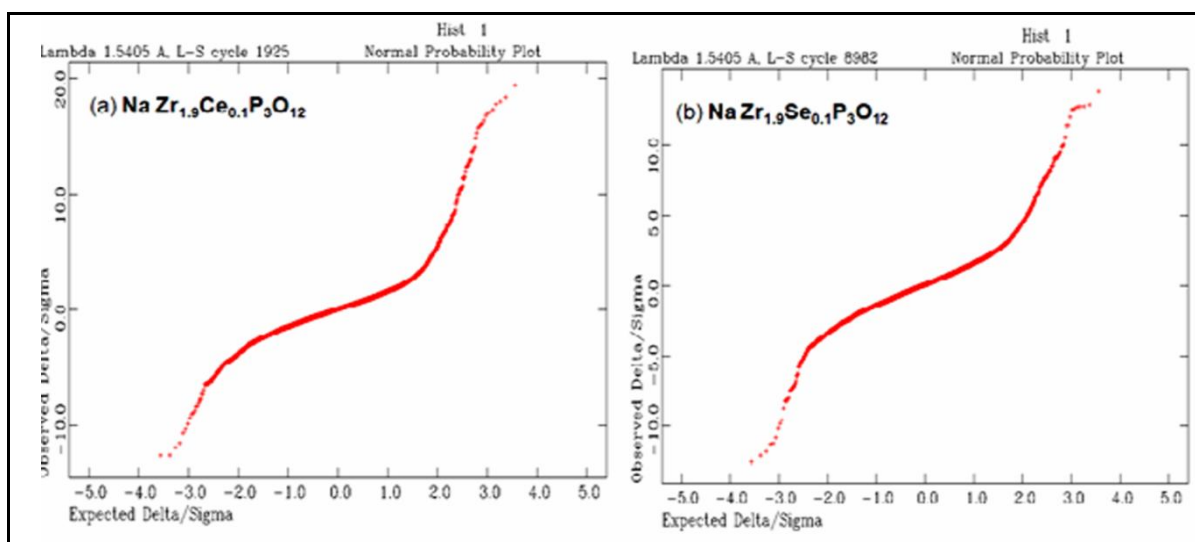 Hist 1
Lambda 1.5405 A, L-S cycle 1925 Normal Probability Plot
(a) Na Zr1.9Ce0.1P3O12
Observed Delta/Sigma
20.0
10.0
0.0
-10.0
-5.0 -4.0 -3.0 -2.0 -1.0 0.0 1.0 2.0 3.0 4.0 5.0
Expected Delta/Sigma
Hist 1
Lambda 1.5405 A, L-S cycle 8982 Normal Probability Plot
(b) Na Zr1.9Se0.1P3O12
Observed Delta/Sigma
10.0
5.0
0.0
-5.0
-10.0
-5.0 -4.0 -3.0 -2.0 -1.0 0.0 1.0 2.0 3.0 4.0 5.0
Expected Delta/Sigma